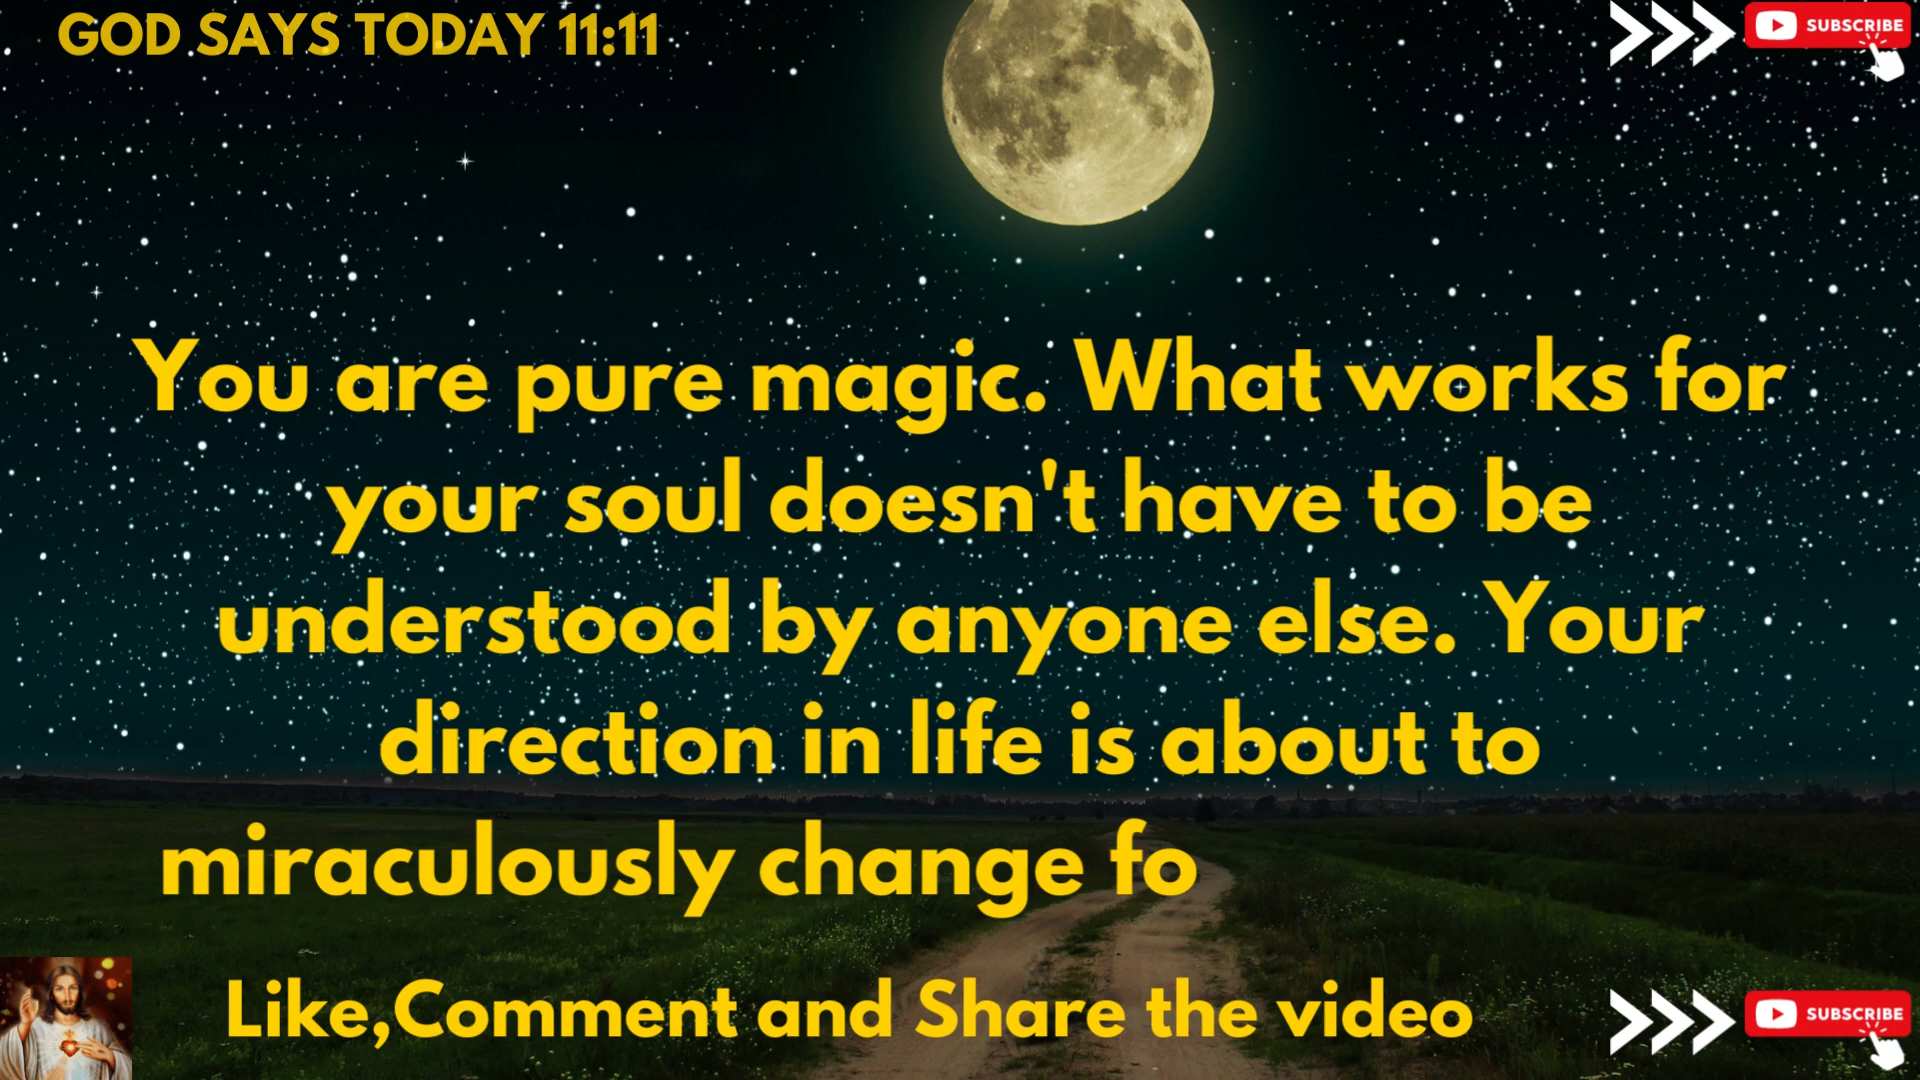 GOD SAYS TODAY 11:11
SUBSCRIBE
You are pure magic. What works for
your soul doesn't have to be
understood by anyone else. Your
direction in life is about to
miraculously change fo
Like,Comment and Share the video
SUBSCRIBE